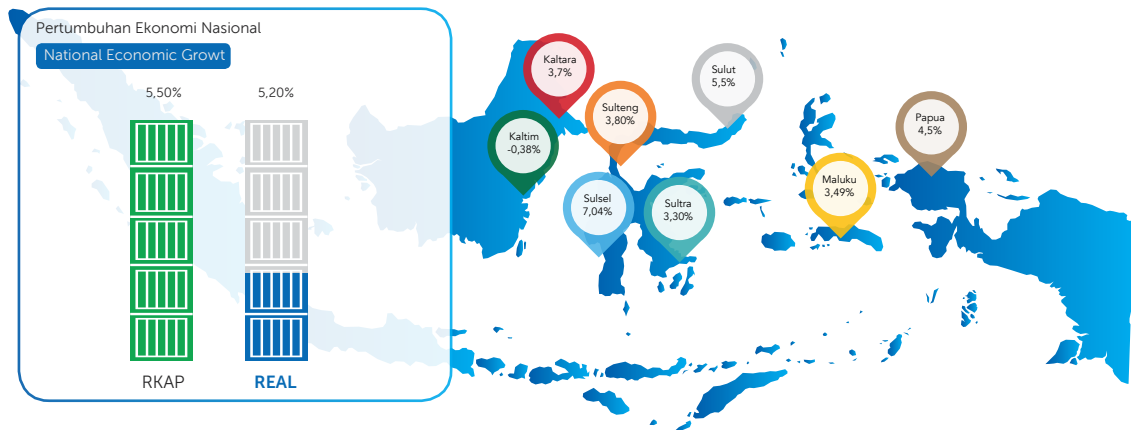 Pertumbuhan Ekonomi Nasional
National Economic Growt
5,50%
5,20%
RKAP
REAL
Kaltara
3,7%
Sulut
5,5%
Sulteng
3,80%
Kaltim
-0,38%
Papua
4,5%
Maluku
3,49%
Sulsel
7,04%
Sultra
3,30%